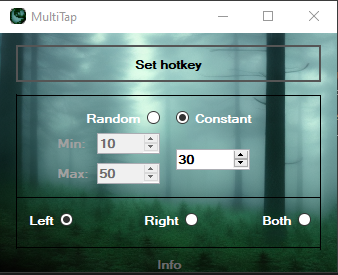 MultiTap
Set hotkey
Random Constant
Min: 10
30
Max: 50
Left Right Both
Info